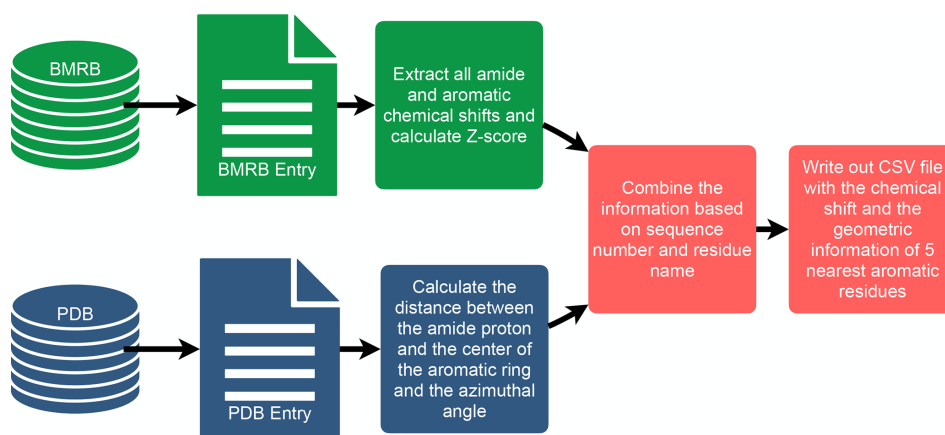 BMRB
BMRB Entry
Extract all amide
and aromatic
chemical shifts and
calculate Z-score
PDB
PDB Entry
Calculate the
distance between
the amide proton
and the center of
the aromatic ring
and the azimuthal
angle
Combine the
information based
on sequence
number and residue
name
Write out CSV file
with the chemical
shift and the
geometric
information of 5
nearest aromatic
residues